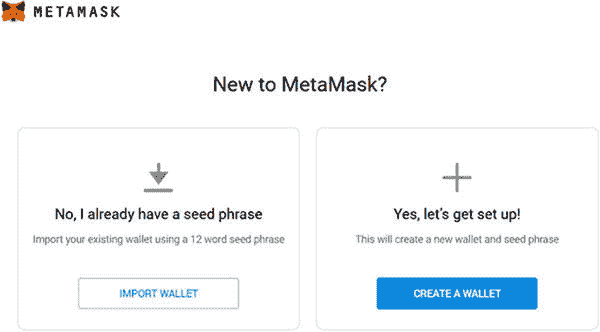 METAMASK
New to MetaMask?
No, I already have a seed phrase
Import your existing wallet using a 12 word seed phrase
IMPORT WALLET
Yes, let's get set up!
This will create a new wallet and seed phrase
CREATE A WALLET